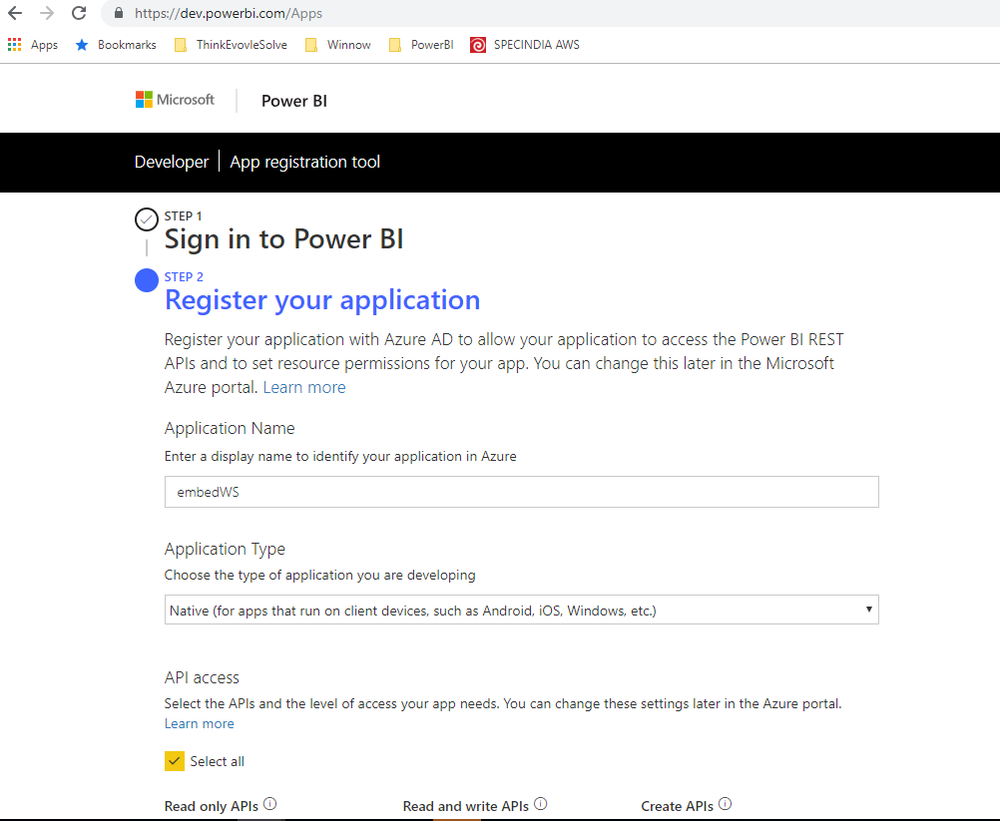 https://dev.powerbi.com/Apps
Apps Bookmarks ThinkEvovleSolve Winnow PowerBI SPECINDIA AWS
Microsoft Power BI
Developer App registration tool
STEP 1
Sign in to Power BI
STEP 2
Register your application
Register your application with Azure AD to allow your application to access the Power BI REST
APIs and to set resource permissions for your app. You can change this later in the Microsoft
Azure portal. Learn more
Application Name
Enter a display name to identify your application in Azure
embedWS
Application Type
Choose the type of application you are developing
Native (for apps that run on client devices, such as Android, iOS, Windows, etc.)
API access
Select the APIs and the level of access your app needs. You can change these settings later in the Azure portal.
Learn more
Select all
Read only APIs Read and write APIs Create APIs